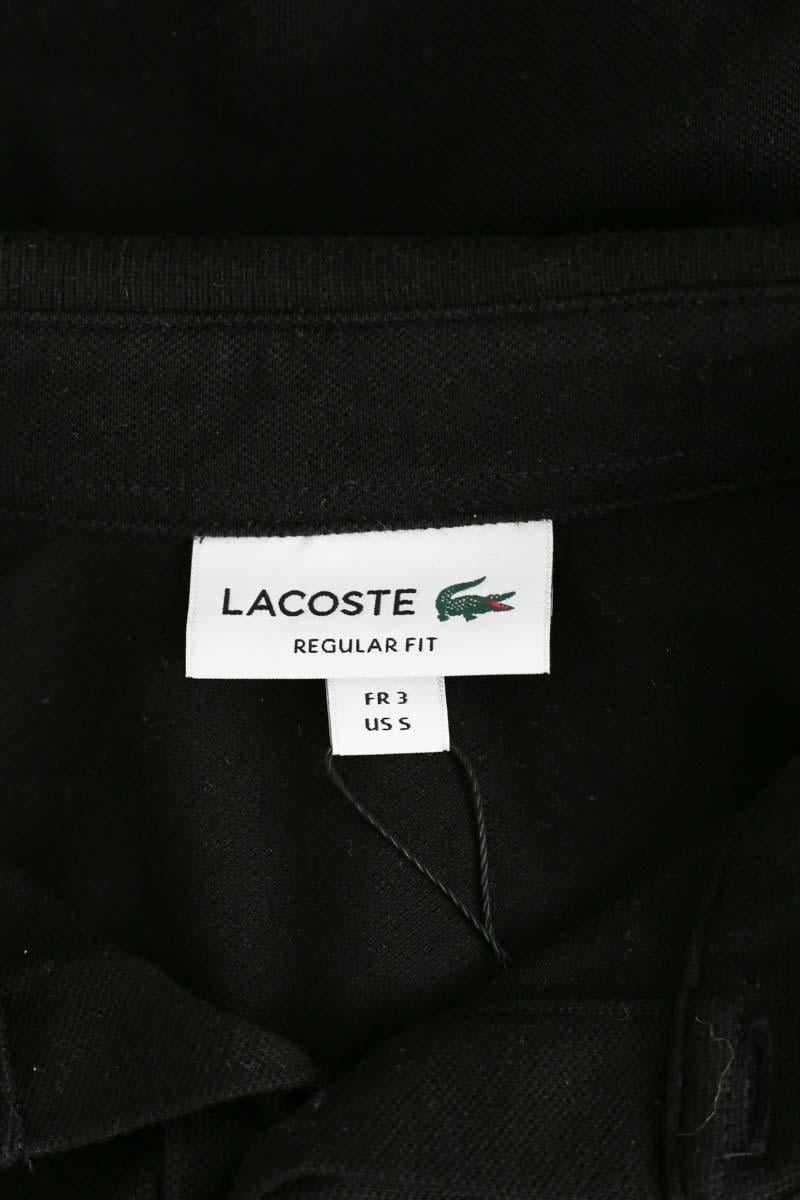 LACOSTE
REGULAR FIT
FR 3
US S